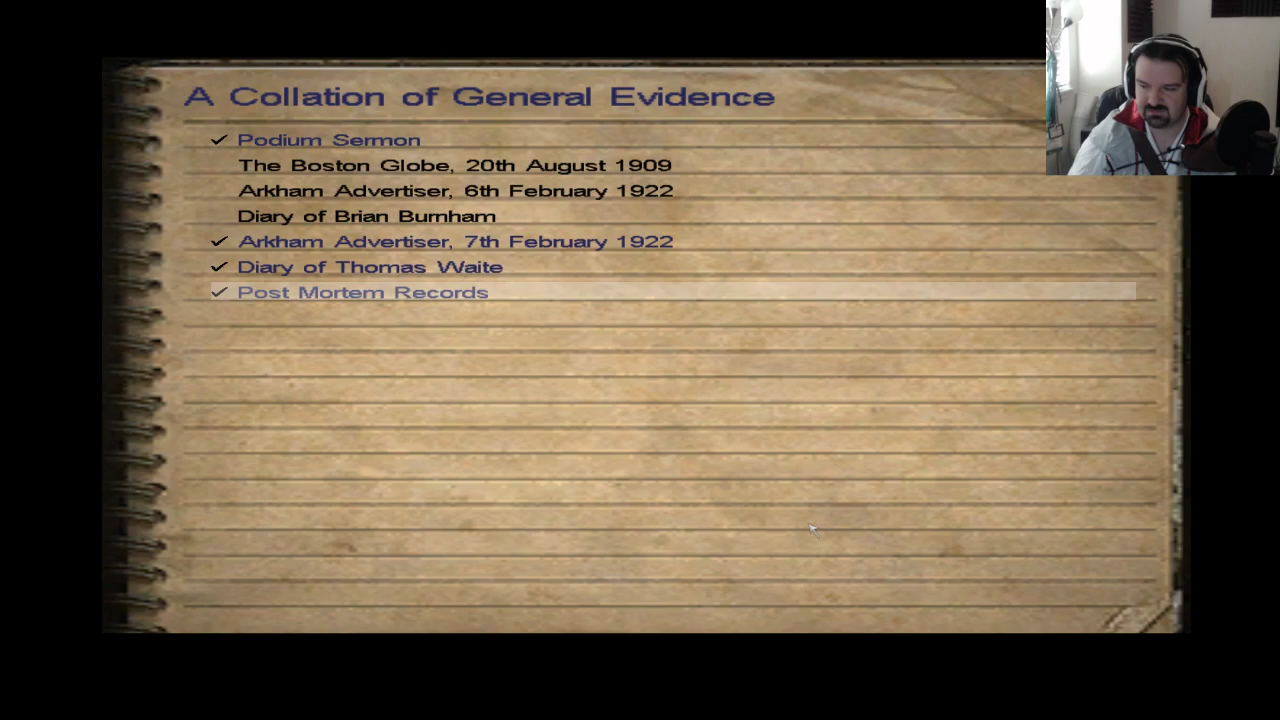 A Collation of General Evidence
✓ Podium Sermon
The Boston Globe, 20th August 1909
Arkham Advertiser, 6th February 1922
Diary of Brian Burnham
✓ Arkham Advertiser, 7th February 1922
✓ Diary of Thomas Waite
✓ Post Mortem Records